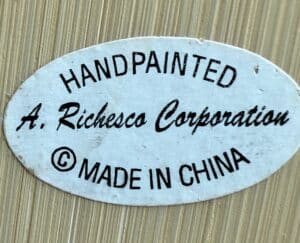 HANDPAINTED
A. Richesco Corporation
© MADE IN CHINA